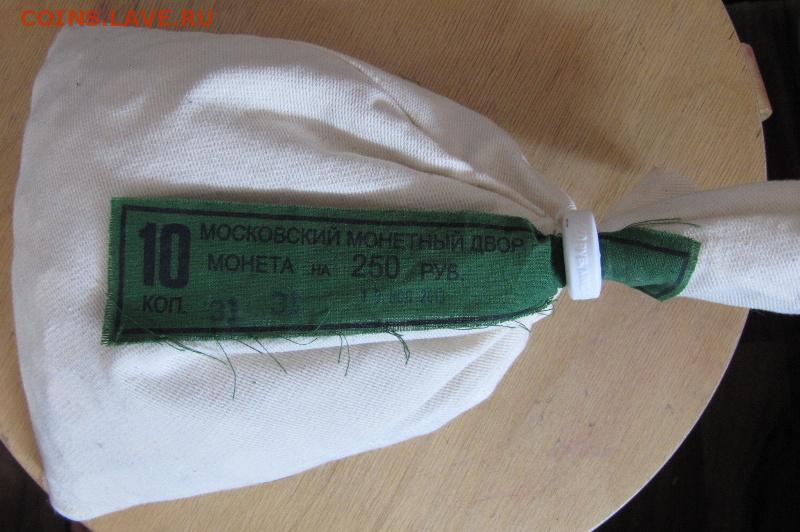 COINS.LAVE.RU
10 КОП.
МОСКОВСКИЙ МОНЕТНЫЙ ДВОР
МОНЕТА НА 250 РУБ.
31 31